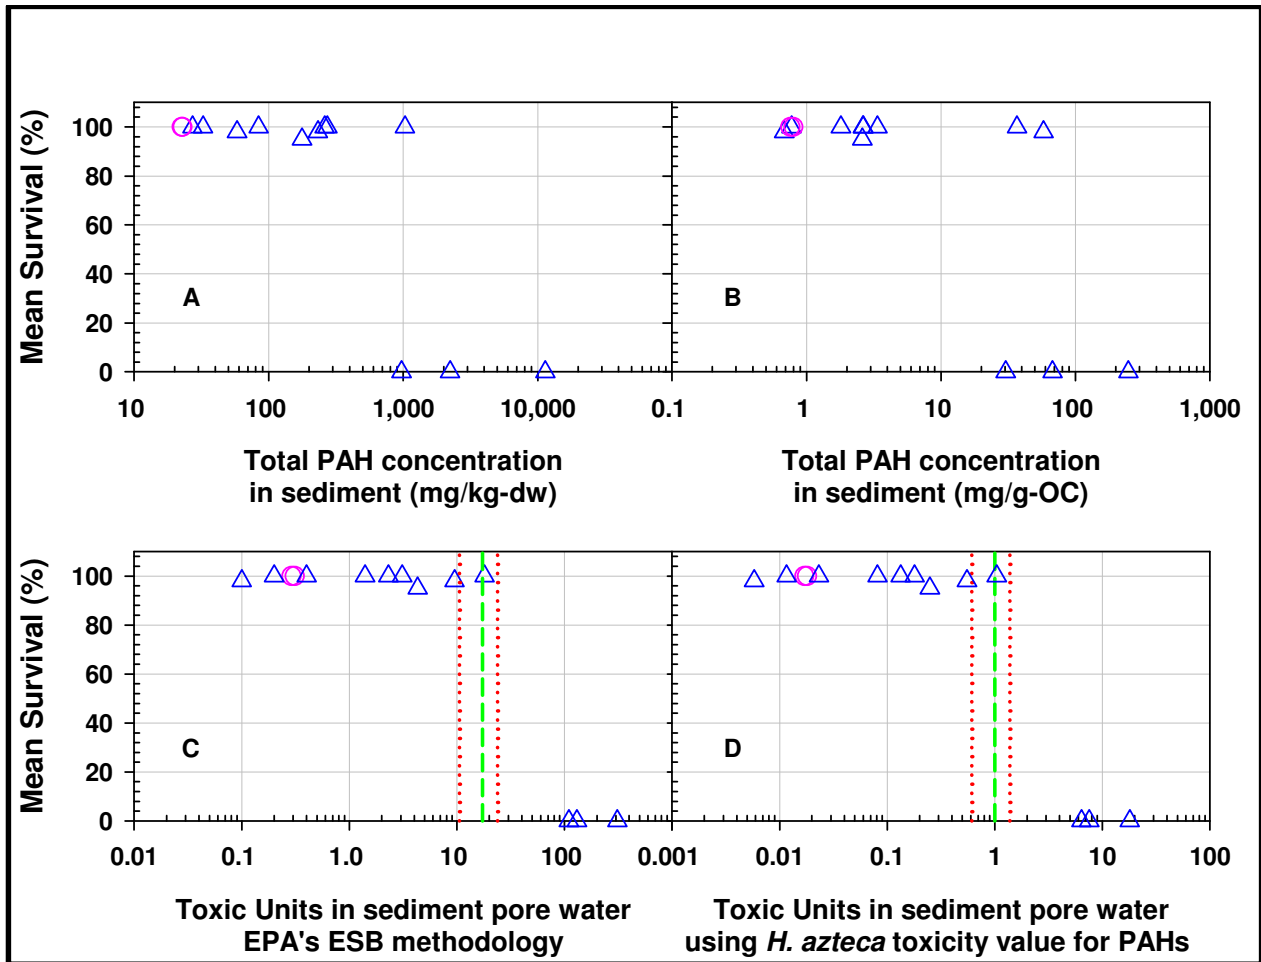 Mean Survival (%)
100
80
60
40
20
0
A
B
10
100
1,000
10,000
0.1
1
10
100
1,000
Total PAH concentration
in sediment (mg/kg-dw)
Total PAH concentration
in sediment (mg/g-OC)
Mean Survival (%)
100
80
60
40
20
0
C
D
0.01
0.1
1.0
10
100
0.001
0.01
0.1
1
10
100
Toxic Units in sediment pore water
EPA's ESB methodology
Toxic Units in sediment pore water
using H. azteca toxicity value for PAHs